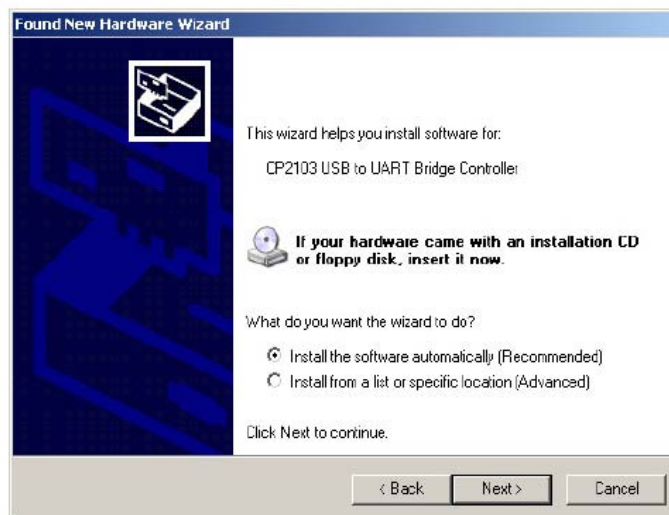 Found New Hardware Wizard
This wizard helps you install software for:
CP2103 USB to UART Bridge Controller
If your hardware came with an installation CD
or floppy disk, insert it now.
What do you want the wizard to do?
Install the software automatically (Recommended)
Install from a list or specific location (Advanced)
Click Next to continue.
< Back
Next >
Cancel